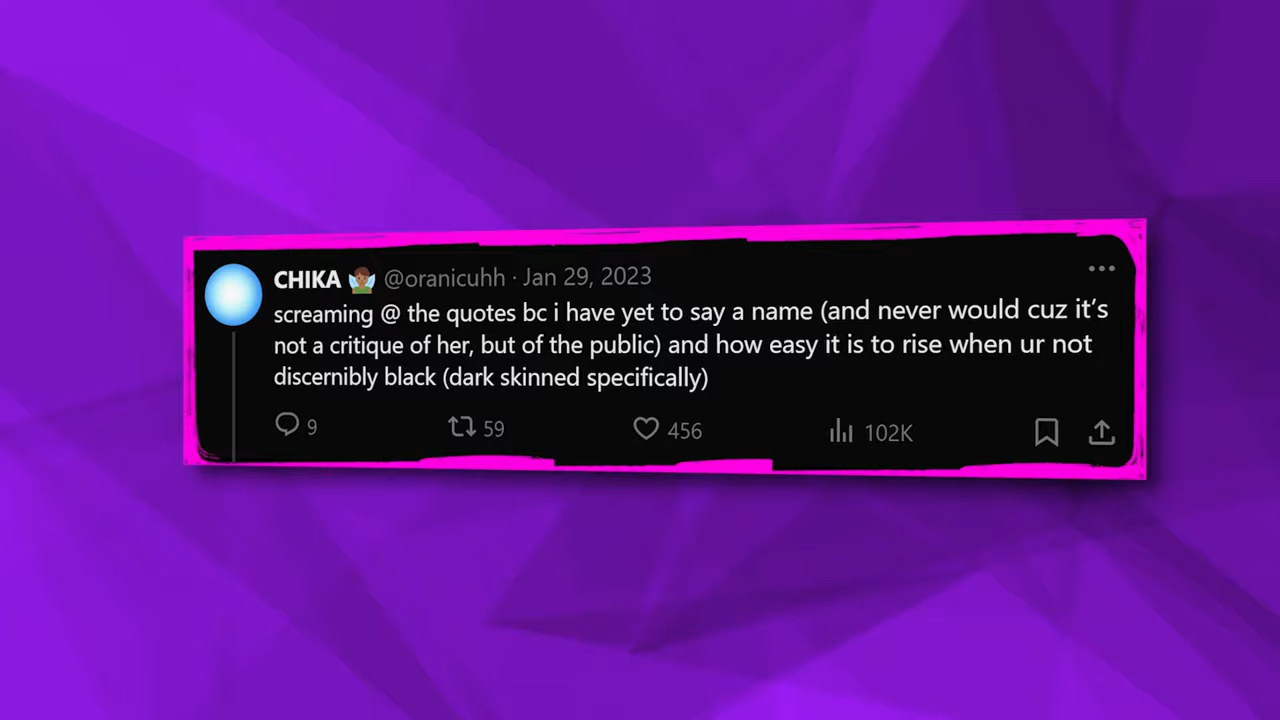 CHIKA 🧚🏾 @oranicuhh · Jan 29, 2023
screaming @ the quotes bc i have yet to say a name (and never would cuz it’s
not a critique of her, but of the public) and how easy it is to rise when ur not
discernibly black (dark skinned specifically)
9 59 456 102K